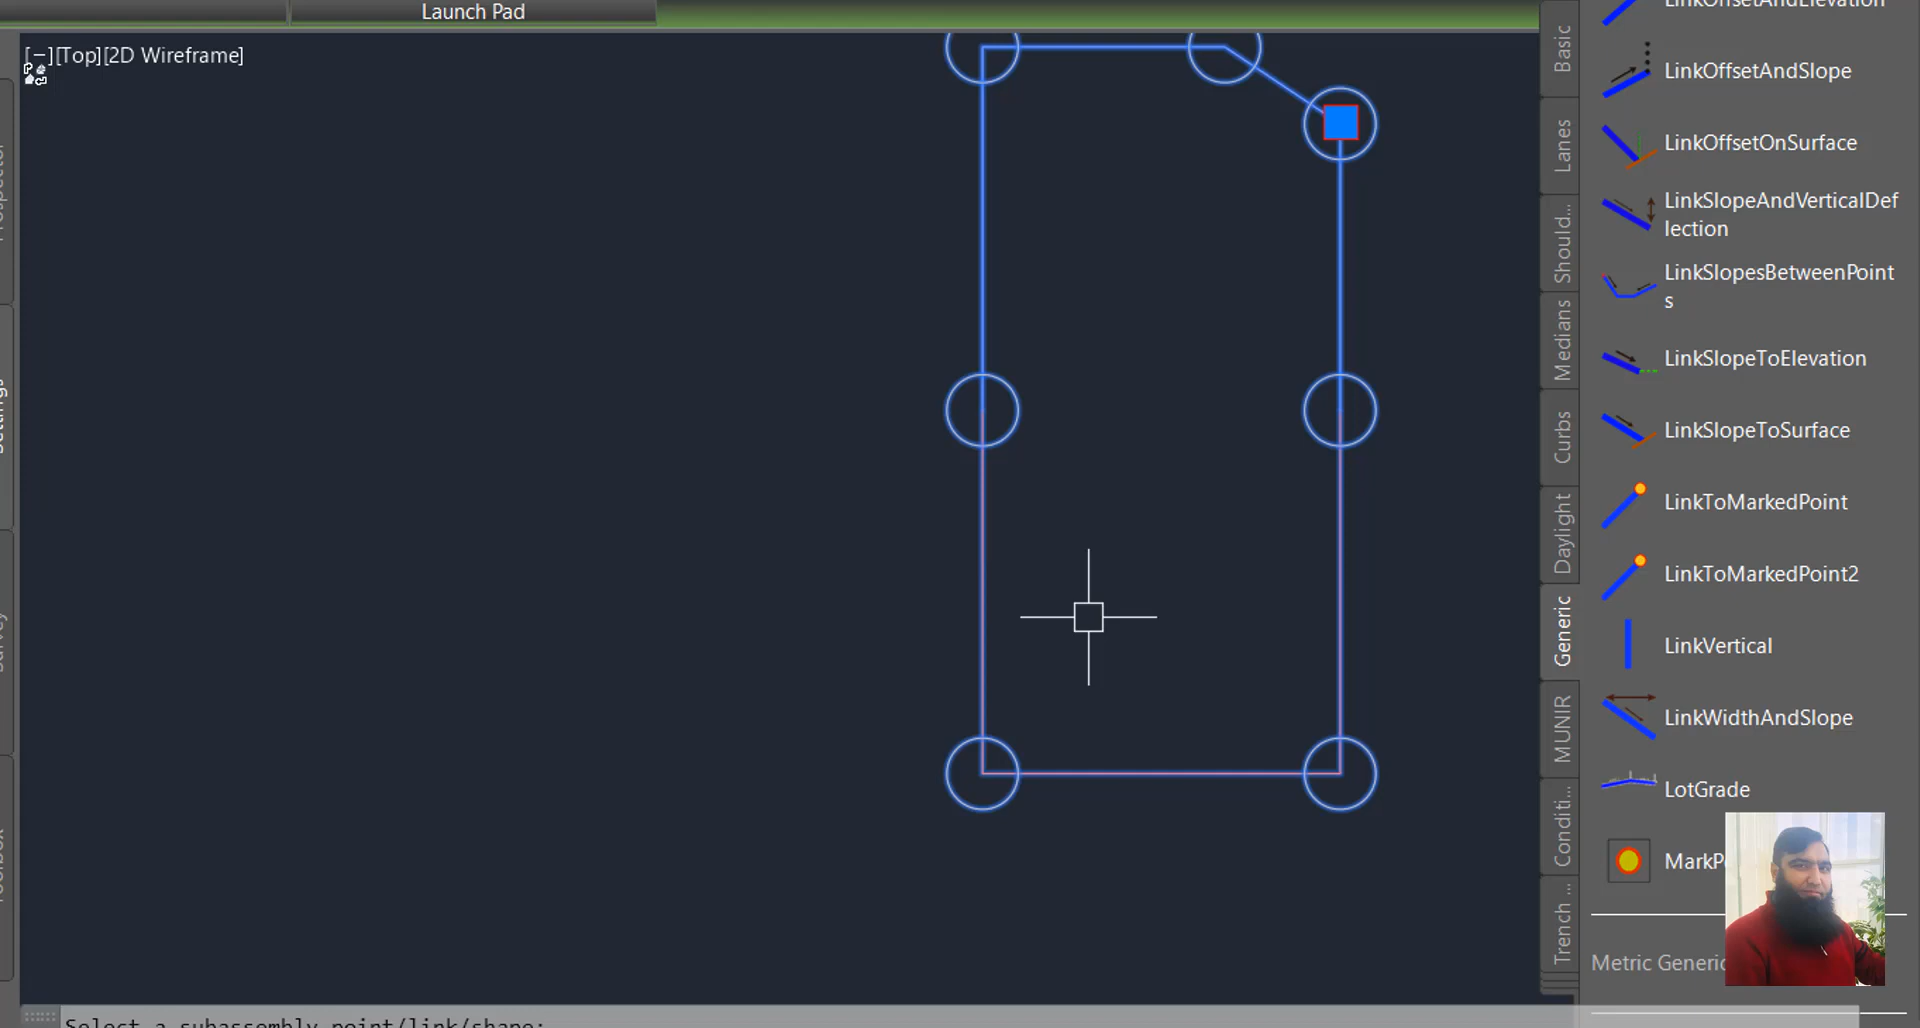 Launch Pad
[−][Top][2D Wireframe]
Basic
Lanes
Should...
Medians
Curbs
Daylight
Generic
MUNIR
Conditi...
Trench ...
LinkOffsetAndElevation
LinkOffsetAndSlope
LinkOffsetOnSurface
LinkSlopeAndVerticalDef
lection
LinkSlopesBetweenPoint
s
LinkSlopeToElevation
LinkSlopeToSurface
LinkToMarkedPoint
LinkToMarkedPoint2
LinkVertical
LinkWidthAndSlope
LotGrade
MarkP
Metric Generic
Select a subassembly point/link/shape: